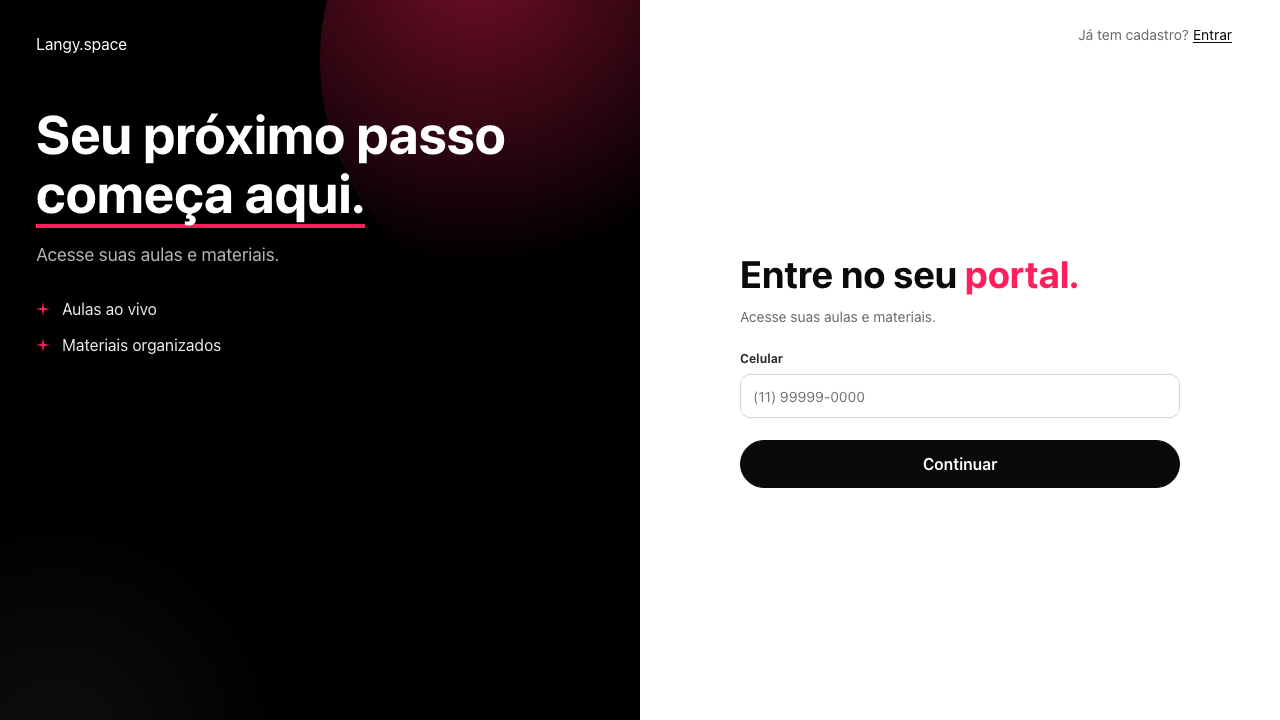 Langy.space
Seu próximo passo
começa aqui.
Acesse suas aulas e materiais.
Aulas ao vivo
Materiais organizados
Já tem cadastro? Entrar
Entre no seu portal.
Acesse suas aulas e materiais.
Celular
(11) 99999-0000
Continuar